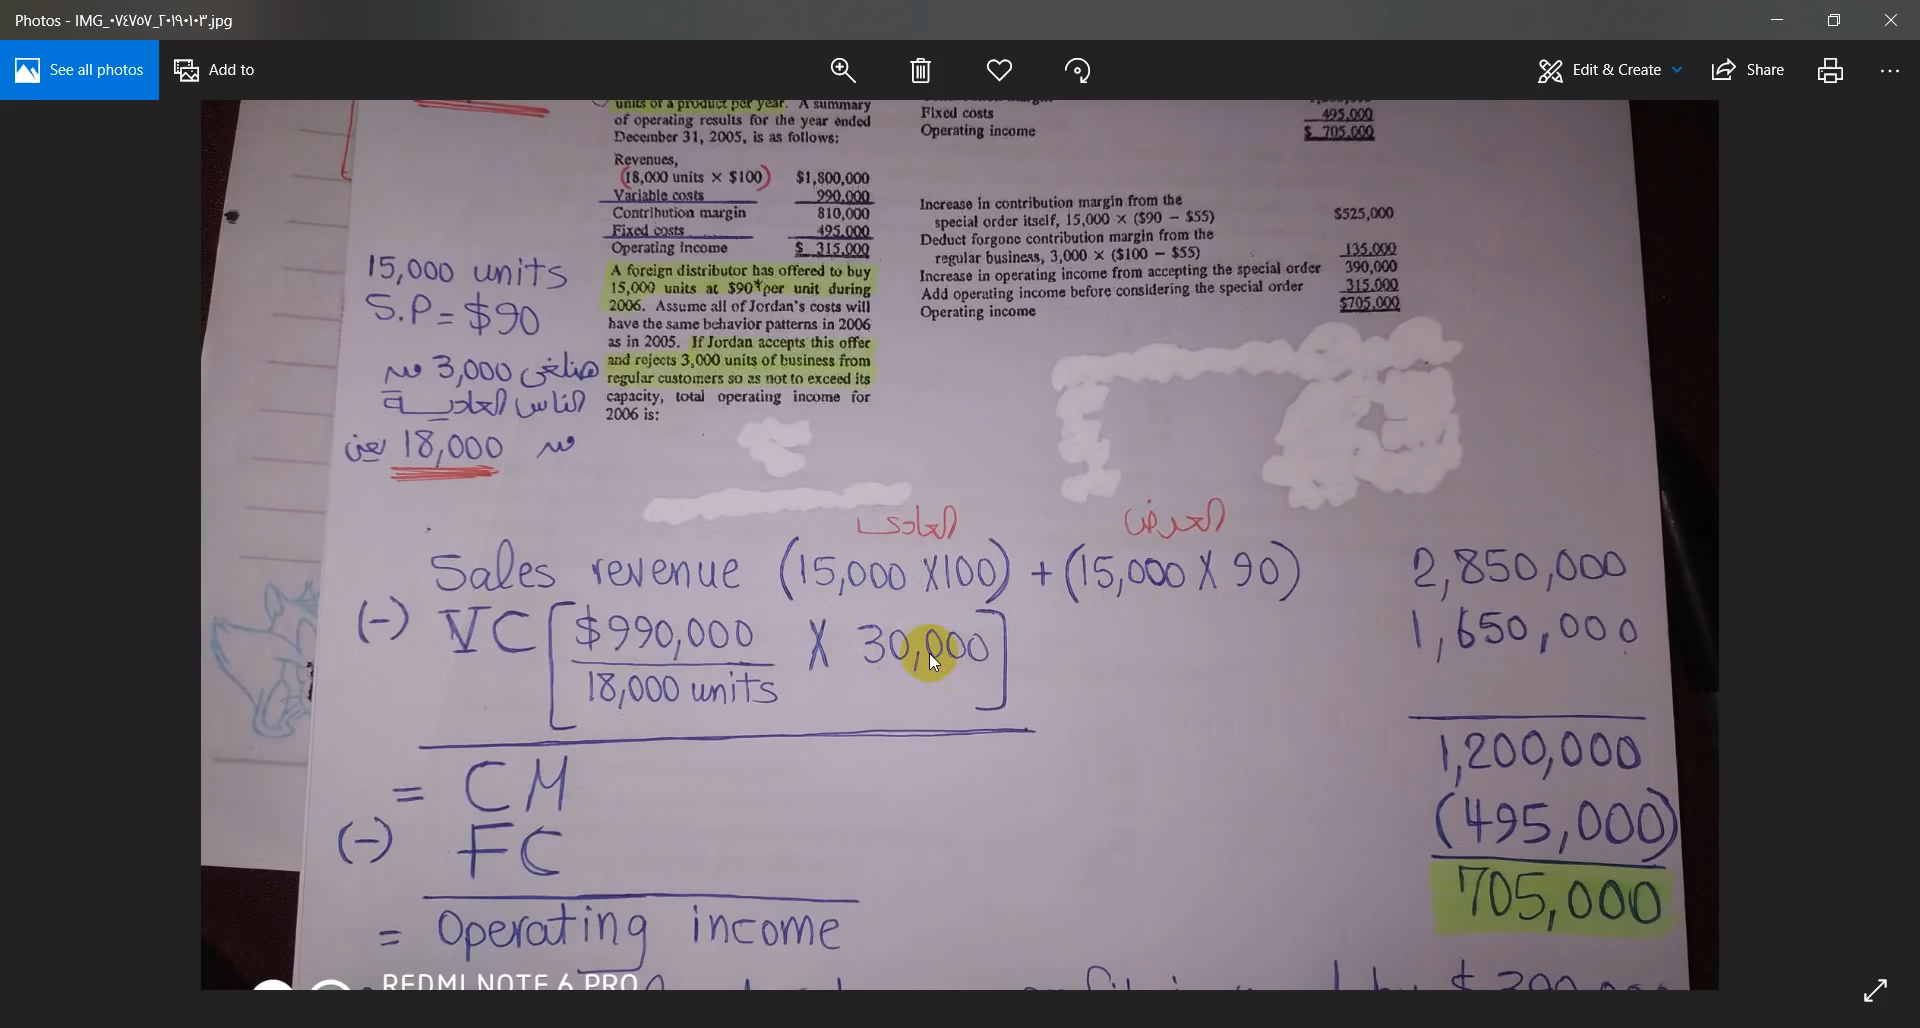 Photos - IMG_٢٠١٩٠١٠٣_٠٧٤٧٥٧.jpg
See all photos
Add to
Edit & Create
Share
units of a product per year. A summary
of operating results for the year ended
December 31, 2005, is as follows:
Revenues,
(18,000 units × $100) $1,800,000
Variable costs 990,000
Contribution margin 810,000
Fixed costs 495,000
Operating income $ 315,000
A foreign distributor has offered to buy
15,000 units at $90* per unit during
2006. Assume all of Jordan's costs will
have the same behavior patterns in 2006
as in 2005. If Jordan accepts this offer
and rejects 3,000 units of business from
regular customers so as not to exceed its
capacity, total operating income for
2006 is:
Fixed costs 495,000
Operating income $ 705,000
Increase in contribution margin from the
special order itself, 15,000 × ($90 – $55) $525,000
Deduct forgone contribution margin from the
regular business, 3,000 × ($100 – $55) 135,000
Increase in operating income from accepting the special order 390,000
Add operating income before considering the special order 315,000
Operating income $705,000
15,000 units
S.P = $90
هنلغى 3,000 من
الناس العادية
من 18,000
العادى
العرض
Sales revenue (15,000 X 100) + (15,000 X 90) 2,850,000
(-) VC [ $990,000 X 30,000 ] 1,650,000
18,000 units
= CM 1,200,000
(-) FC (495,000)
= Operating income 705,000
REDMI NOTE 6 PRO